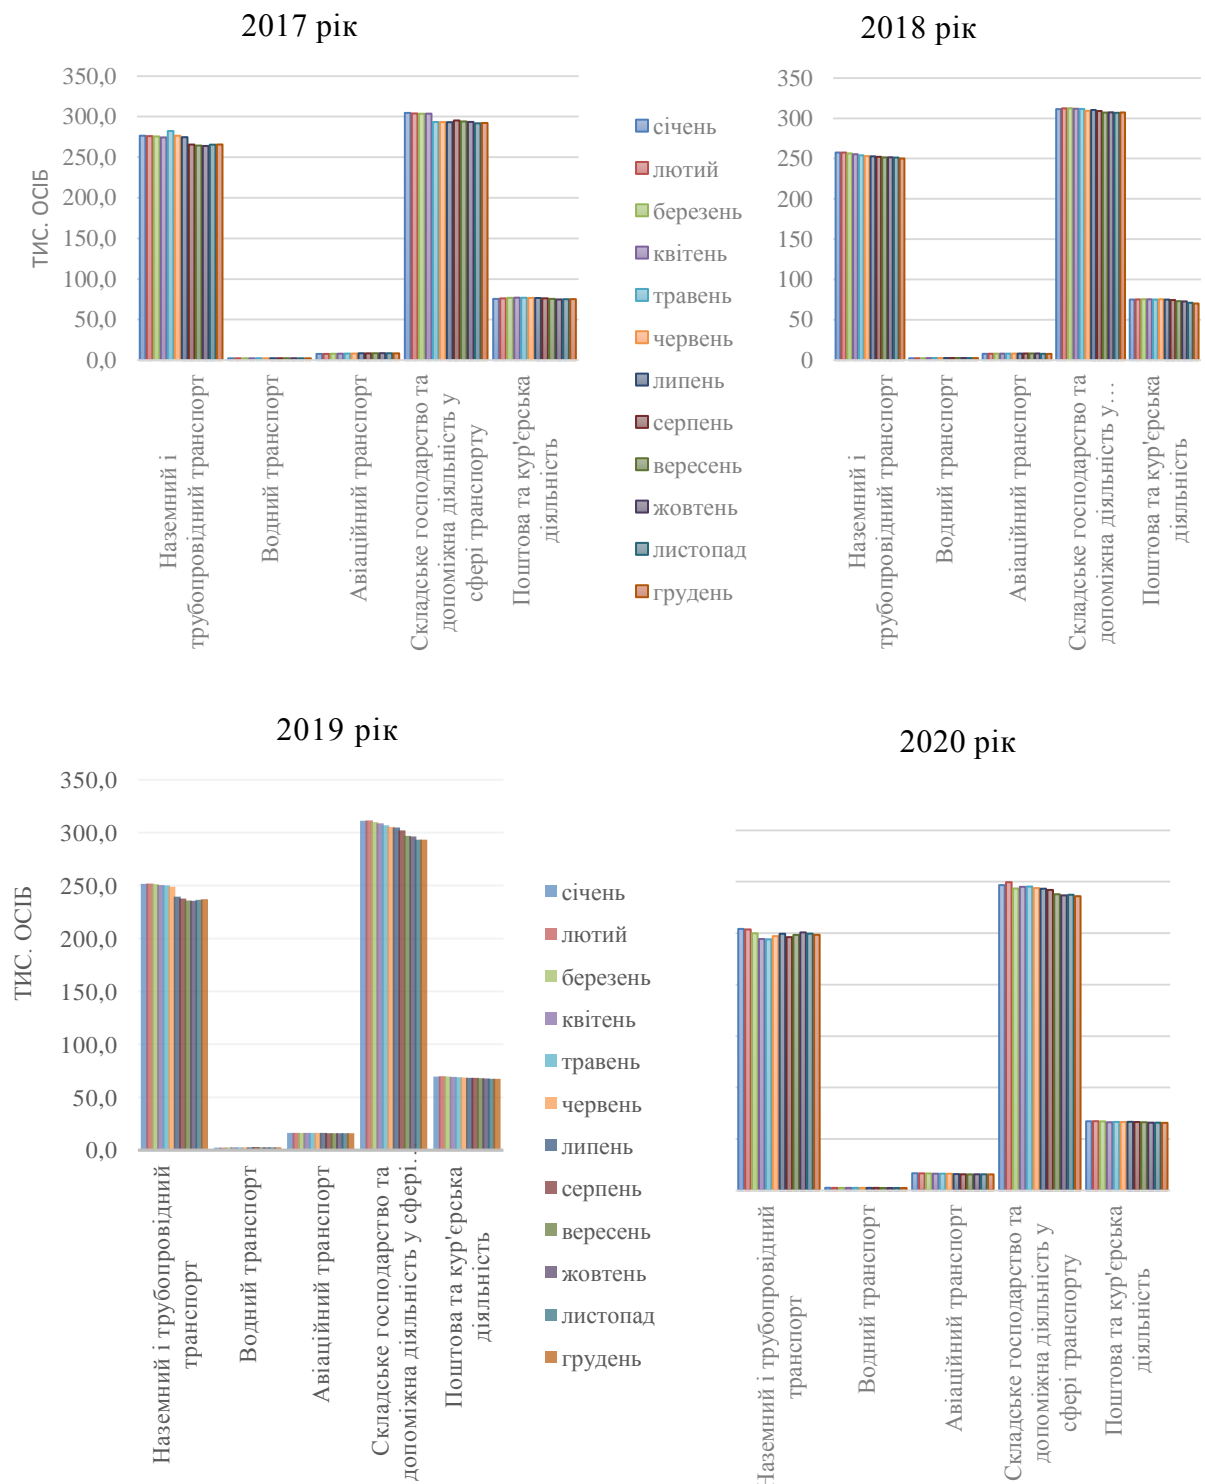 2017 рік
2018 рік
350,0
300,0
250,0
200,0
150,0
100,0
50,0
0,0
ТИС. ОСІБ
Наземний і
трубопровідний транспорт
Водний транспорт
Авіаційний транспорт
Складське господарство та
допоміжна діяльність у
сфері транспорту
Поштова та кур'єрська
діяльність
січень
лютий
березень
квітень
травень
червень
липень
серпень
вересень
жовтень
листопад
грудень
350
300
250
200
150
100
50
0
Наземний і
трубопровідний транспорт
Водний транспорт
Авіаційний транспорт
Складське господарство та
допоміжна діяльність у…
Поштова та кур'єрська
діяльність
2019 рік
2020 рік
350,0
300,0
250,0
200,0
150,0
100,0
50,0
0,0
ТИС. ОСІБ
Наземний і трубопровідний
транспорт
Водний транспорт
Авіаційний транспорт
Складське господарство та
допоміжна діяльність у сфері…
Поштова та кур'єрська
діяльність
січень
лютий
березень
квітень
травень
червень
липень
серпень
вересень
жовтень
листопад
грудень
Наземний і трубопровідний
транспорт
Водний транспорт
Авіаційний транспорт
Складське господарство та
допоміжна діяльність у
сфері транспорту
Поштова та кур'єрська
діяльність